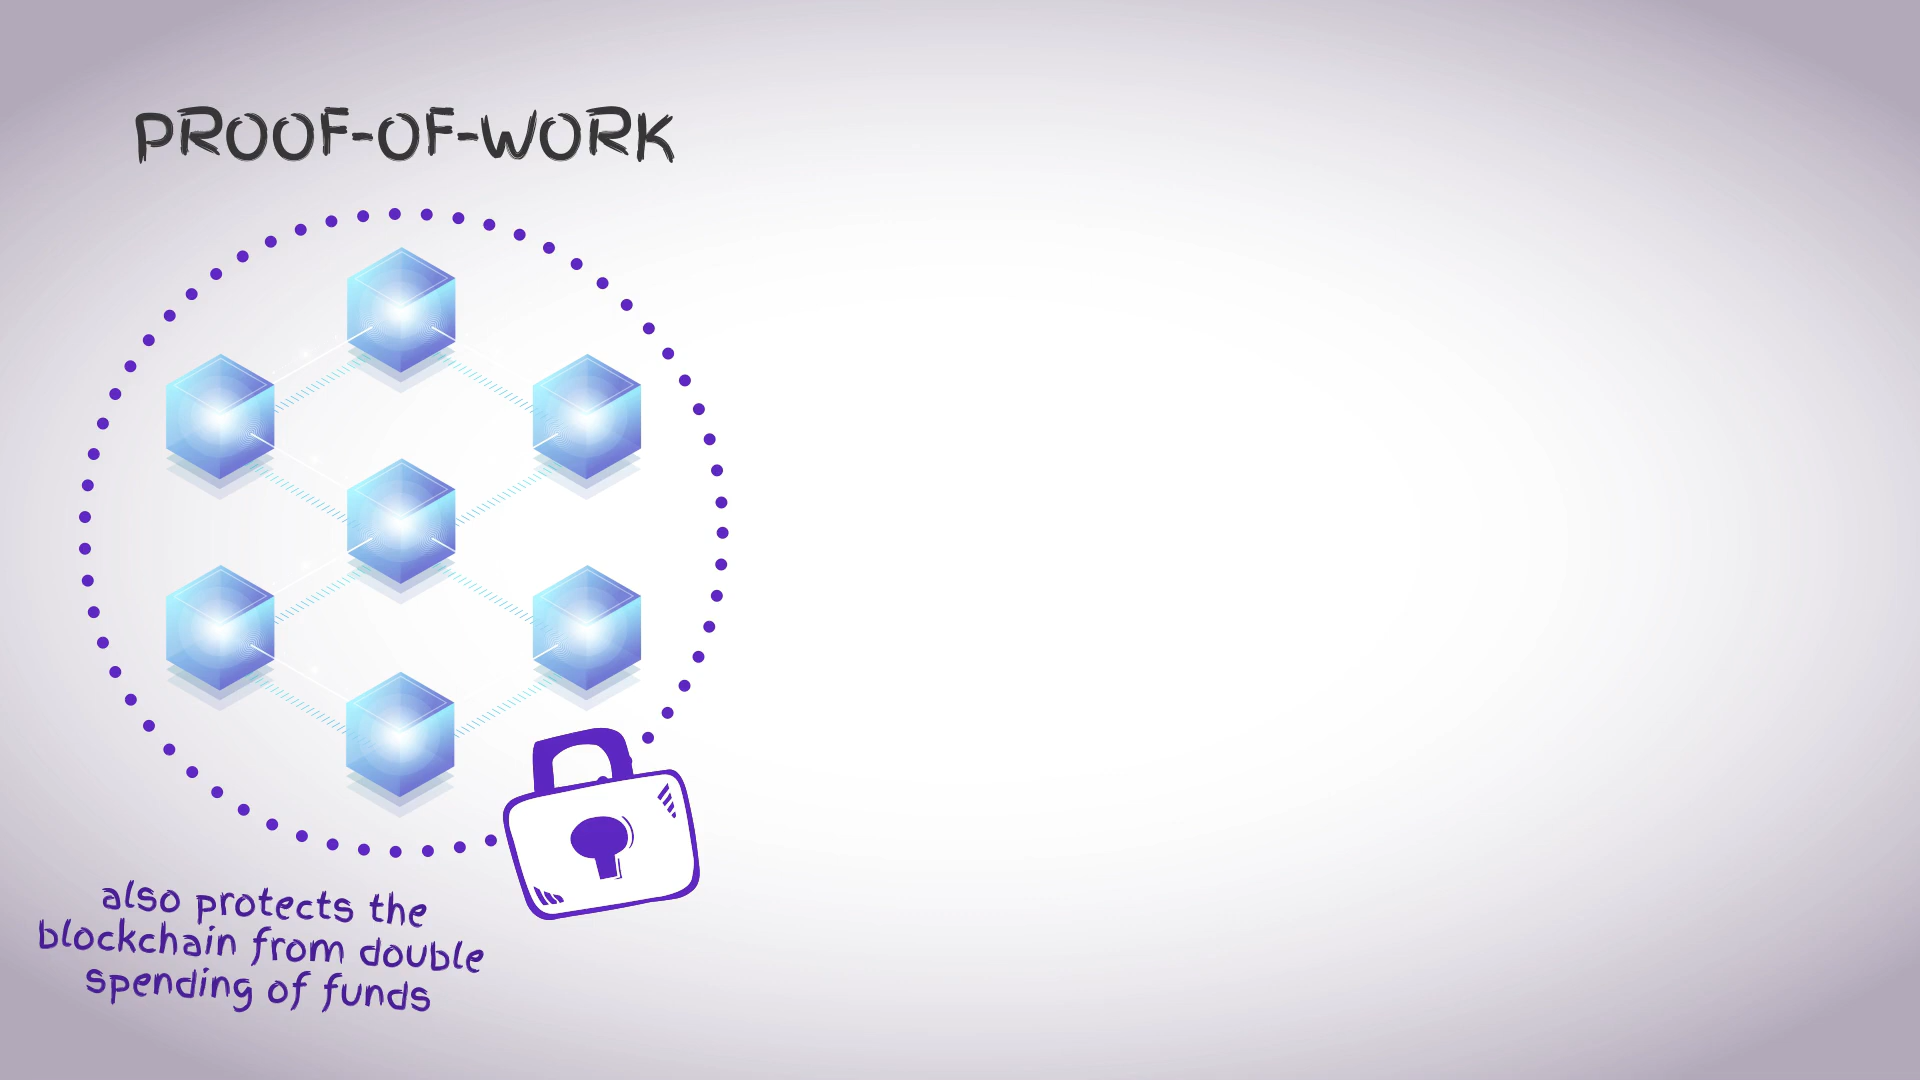 PROOF-OF-WORK
also protects the
blockchain from double
spending of funds